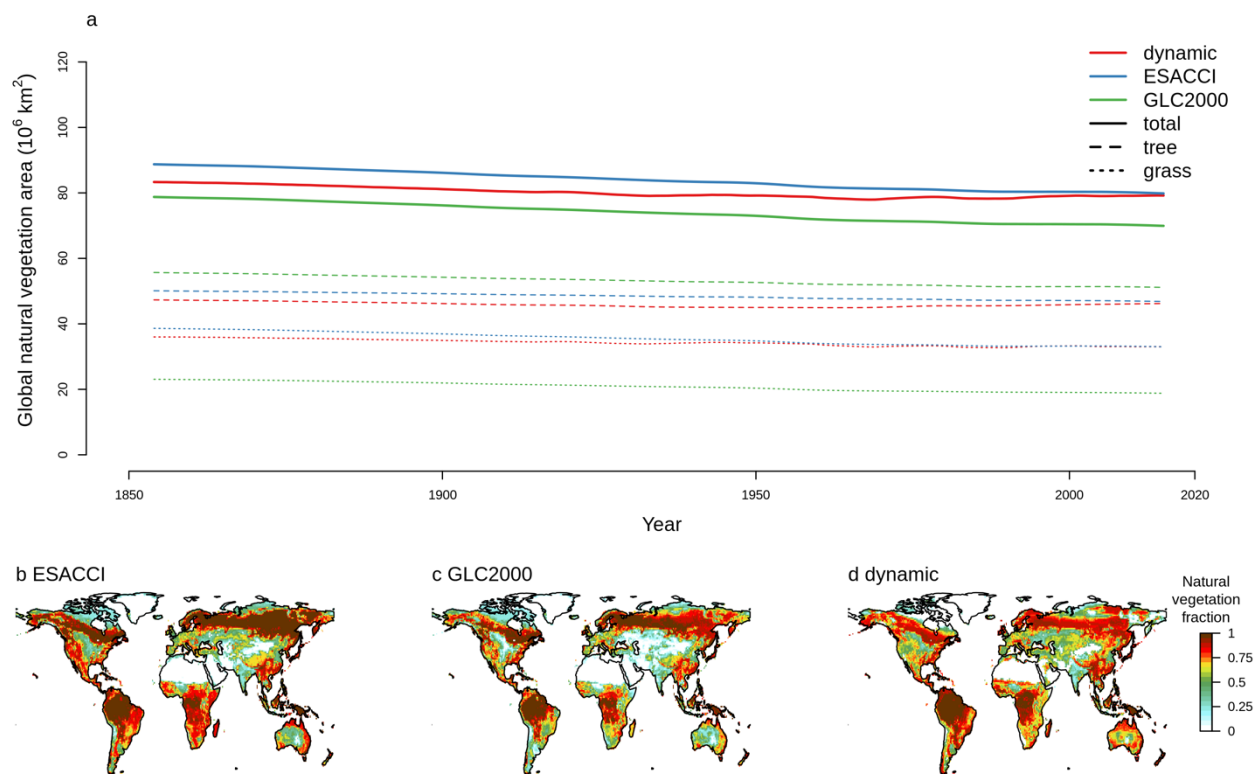 a
Global natural vegetation area (10⁶ km²)
120
100
80
60
40
20
0
dynamic
ESACCI
GLC2000
total
tree
grass
1850
1900
1950
2000
2020
Year
b ESACCI
c GLC2000
d dynamic
Natural
vegetation
fraction
1
0.75
0.5
0.25
0